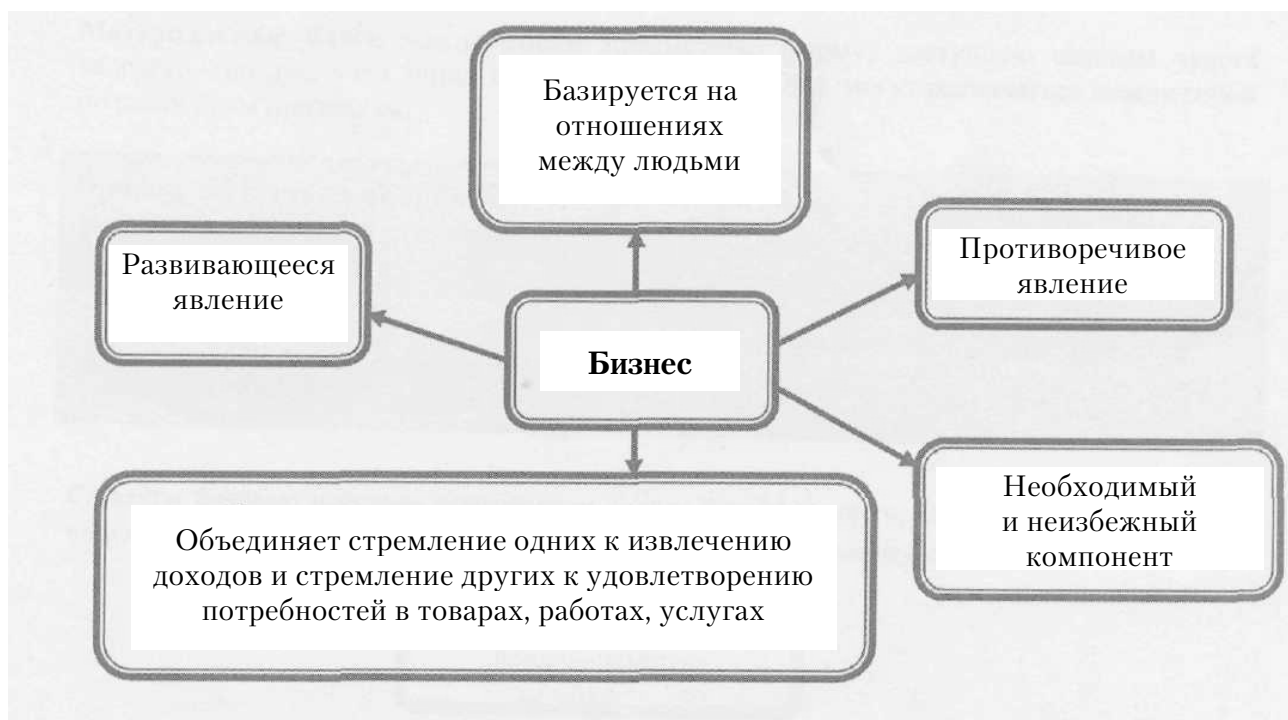 Базируется на
отношениях
между людьми
Развивающееся
явление
Противоречивое
явление
Бизнес
Необходимый
и неизбежный
компонент
Объединяет стремление одних к извлечению
доходов и стремление других к удовлетворению
потребностей в товарах, работах, услугах